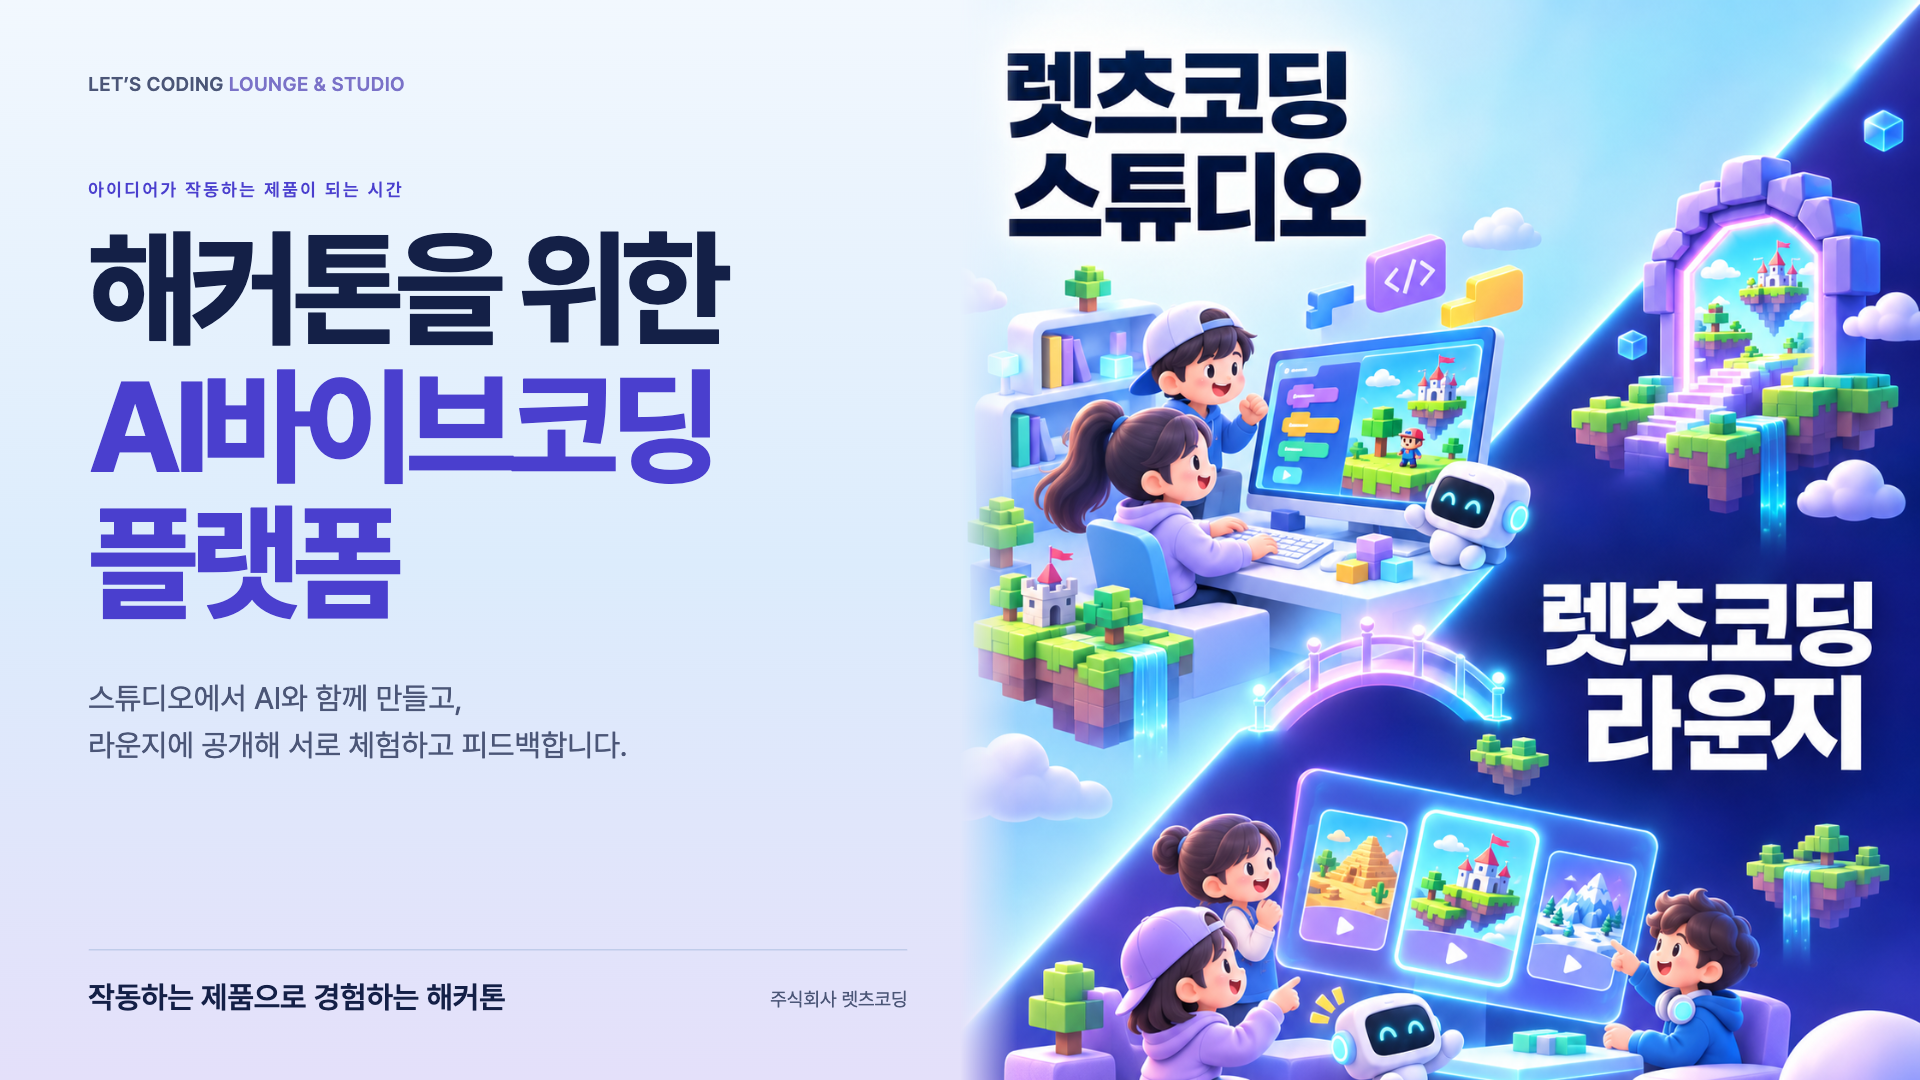 LET'S CODING LOUNGE & STUDIO
아이디어가 작동하는 제품이 되는 시간
해커톤을 위한
AI바이브코딩
플랫폼
스튜디오에서 AI와 함께 만들고,
라운지에 공개해 서로 체험하고 피드백합니다.
작동하는 제품으로 경험하는 해커톤
주식회사 렛츠코딩
렛츠코딩
스튜디오
</>
렛츠코딩
라운지